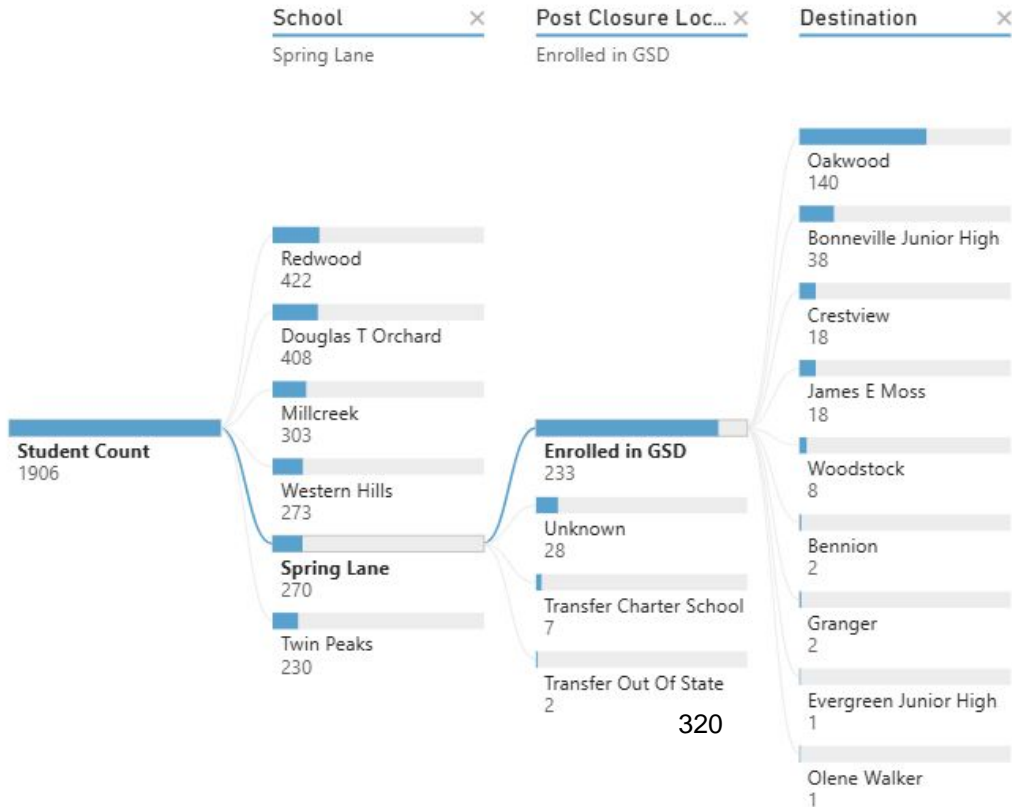 School ×
Spring Lane
Post Closure Loc... ×
Enrolled in GSD
Destination ×
Student Count
1906
Redwood
422
Douglas T Orchard
408
Millcreek
303
Western Hills
273
Spring Lane
270
Twin Peaks
230
Enrolled in GSD
233
Unknown
28
Transfer Charter School
7
Transfer Out Of State
2
320
Oakwood
140
Bonneville Junior High
38
Crestview
18
James E Moss
18
Woodstock
8
Bennion
2
Granger
2
Evergreen Junior High
1
Olene Walker
1